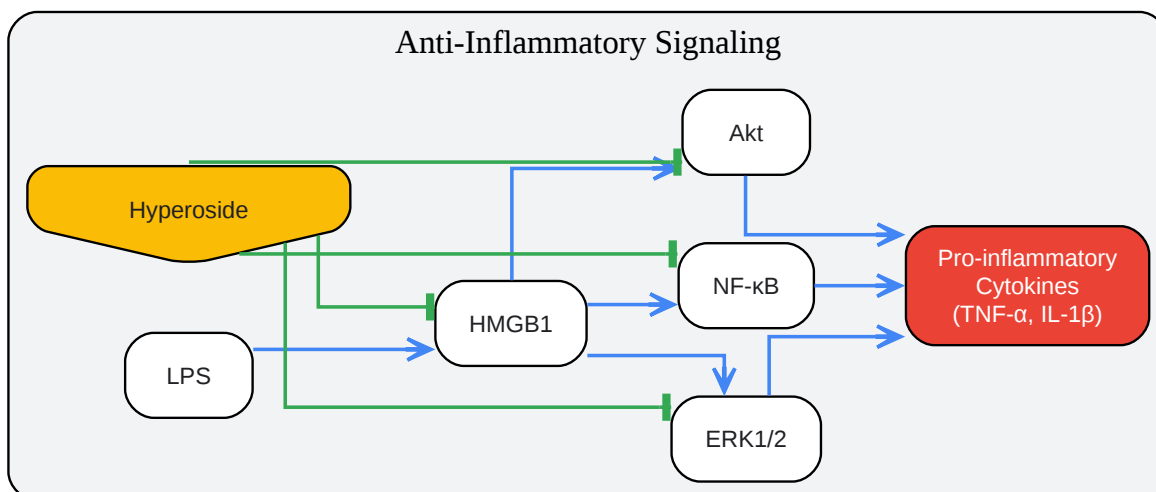 Anti-Inflammatory Signaling
Akt
Hyperoside
NF-κB
Pro-inflammatory
Cytokines
(TNF-α, IL-1β)
HMGB1
LPS
ERK1/2